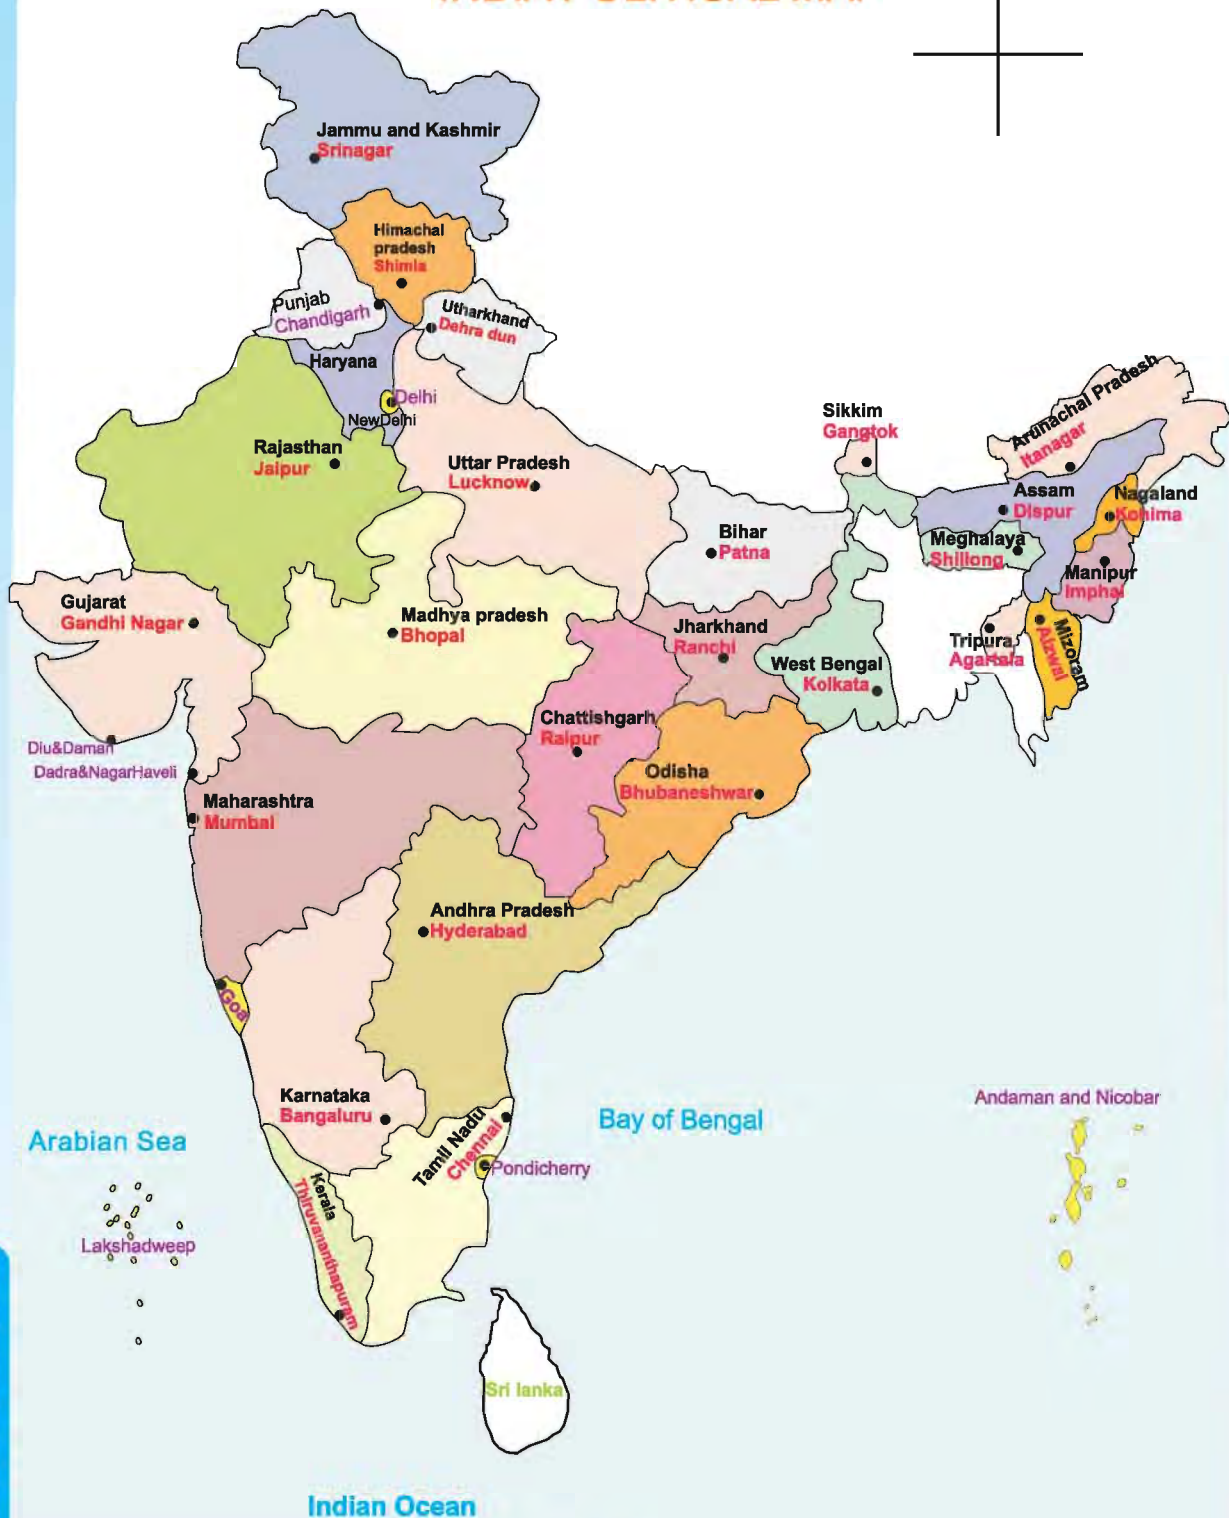 Jammu and Kashmir
Srinagar
Himachal
pradesh
Shimla
Punjab
Chandigarh
Utharkhand
Dehra dun
Haryana
Delhi
NewDelhi
Rajasthan
Jaipur
Uttar Pradesh
Lucknow
Sikkim
Gangtok
Arunachal Pradesh
Itanagar
Assam
Dispur
Nagaland
Kohima
Meghalaya
Shillong
Manipur
Imphal
Bihar
Patna
Gujarat
Gandhi Nagar
Madhya pradesh
Bhopal
Jharkhand
Ranchi
Tripura
Agartala
Mizoram
Aizwal
West Bengal
Kolkata
Chattishgarh
Raipur
Diu&Daman
Dadra&NagarHaveli
Odisha
Bhubaneshwar
Maharashtra
Mumbai
Andhra Pradesh
Hyderabad
Goa
Karnataka
Bangaluru
Tamil Nadu
Chennai
Pondicherry
Bay of Bengal
Andaman and Nicobar
Arabian Sea
Kerala
Thiruvananthapuram
Lakshadweep
Sri lanka
Indian Ocean